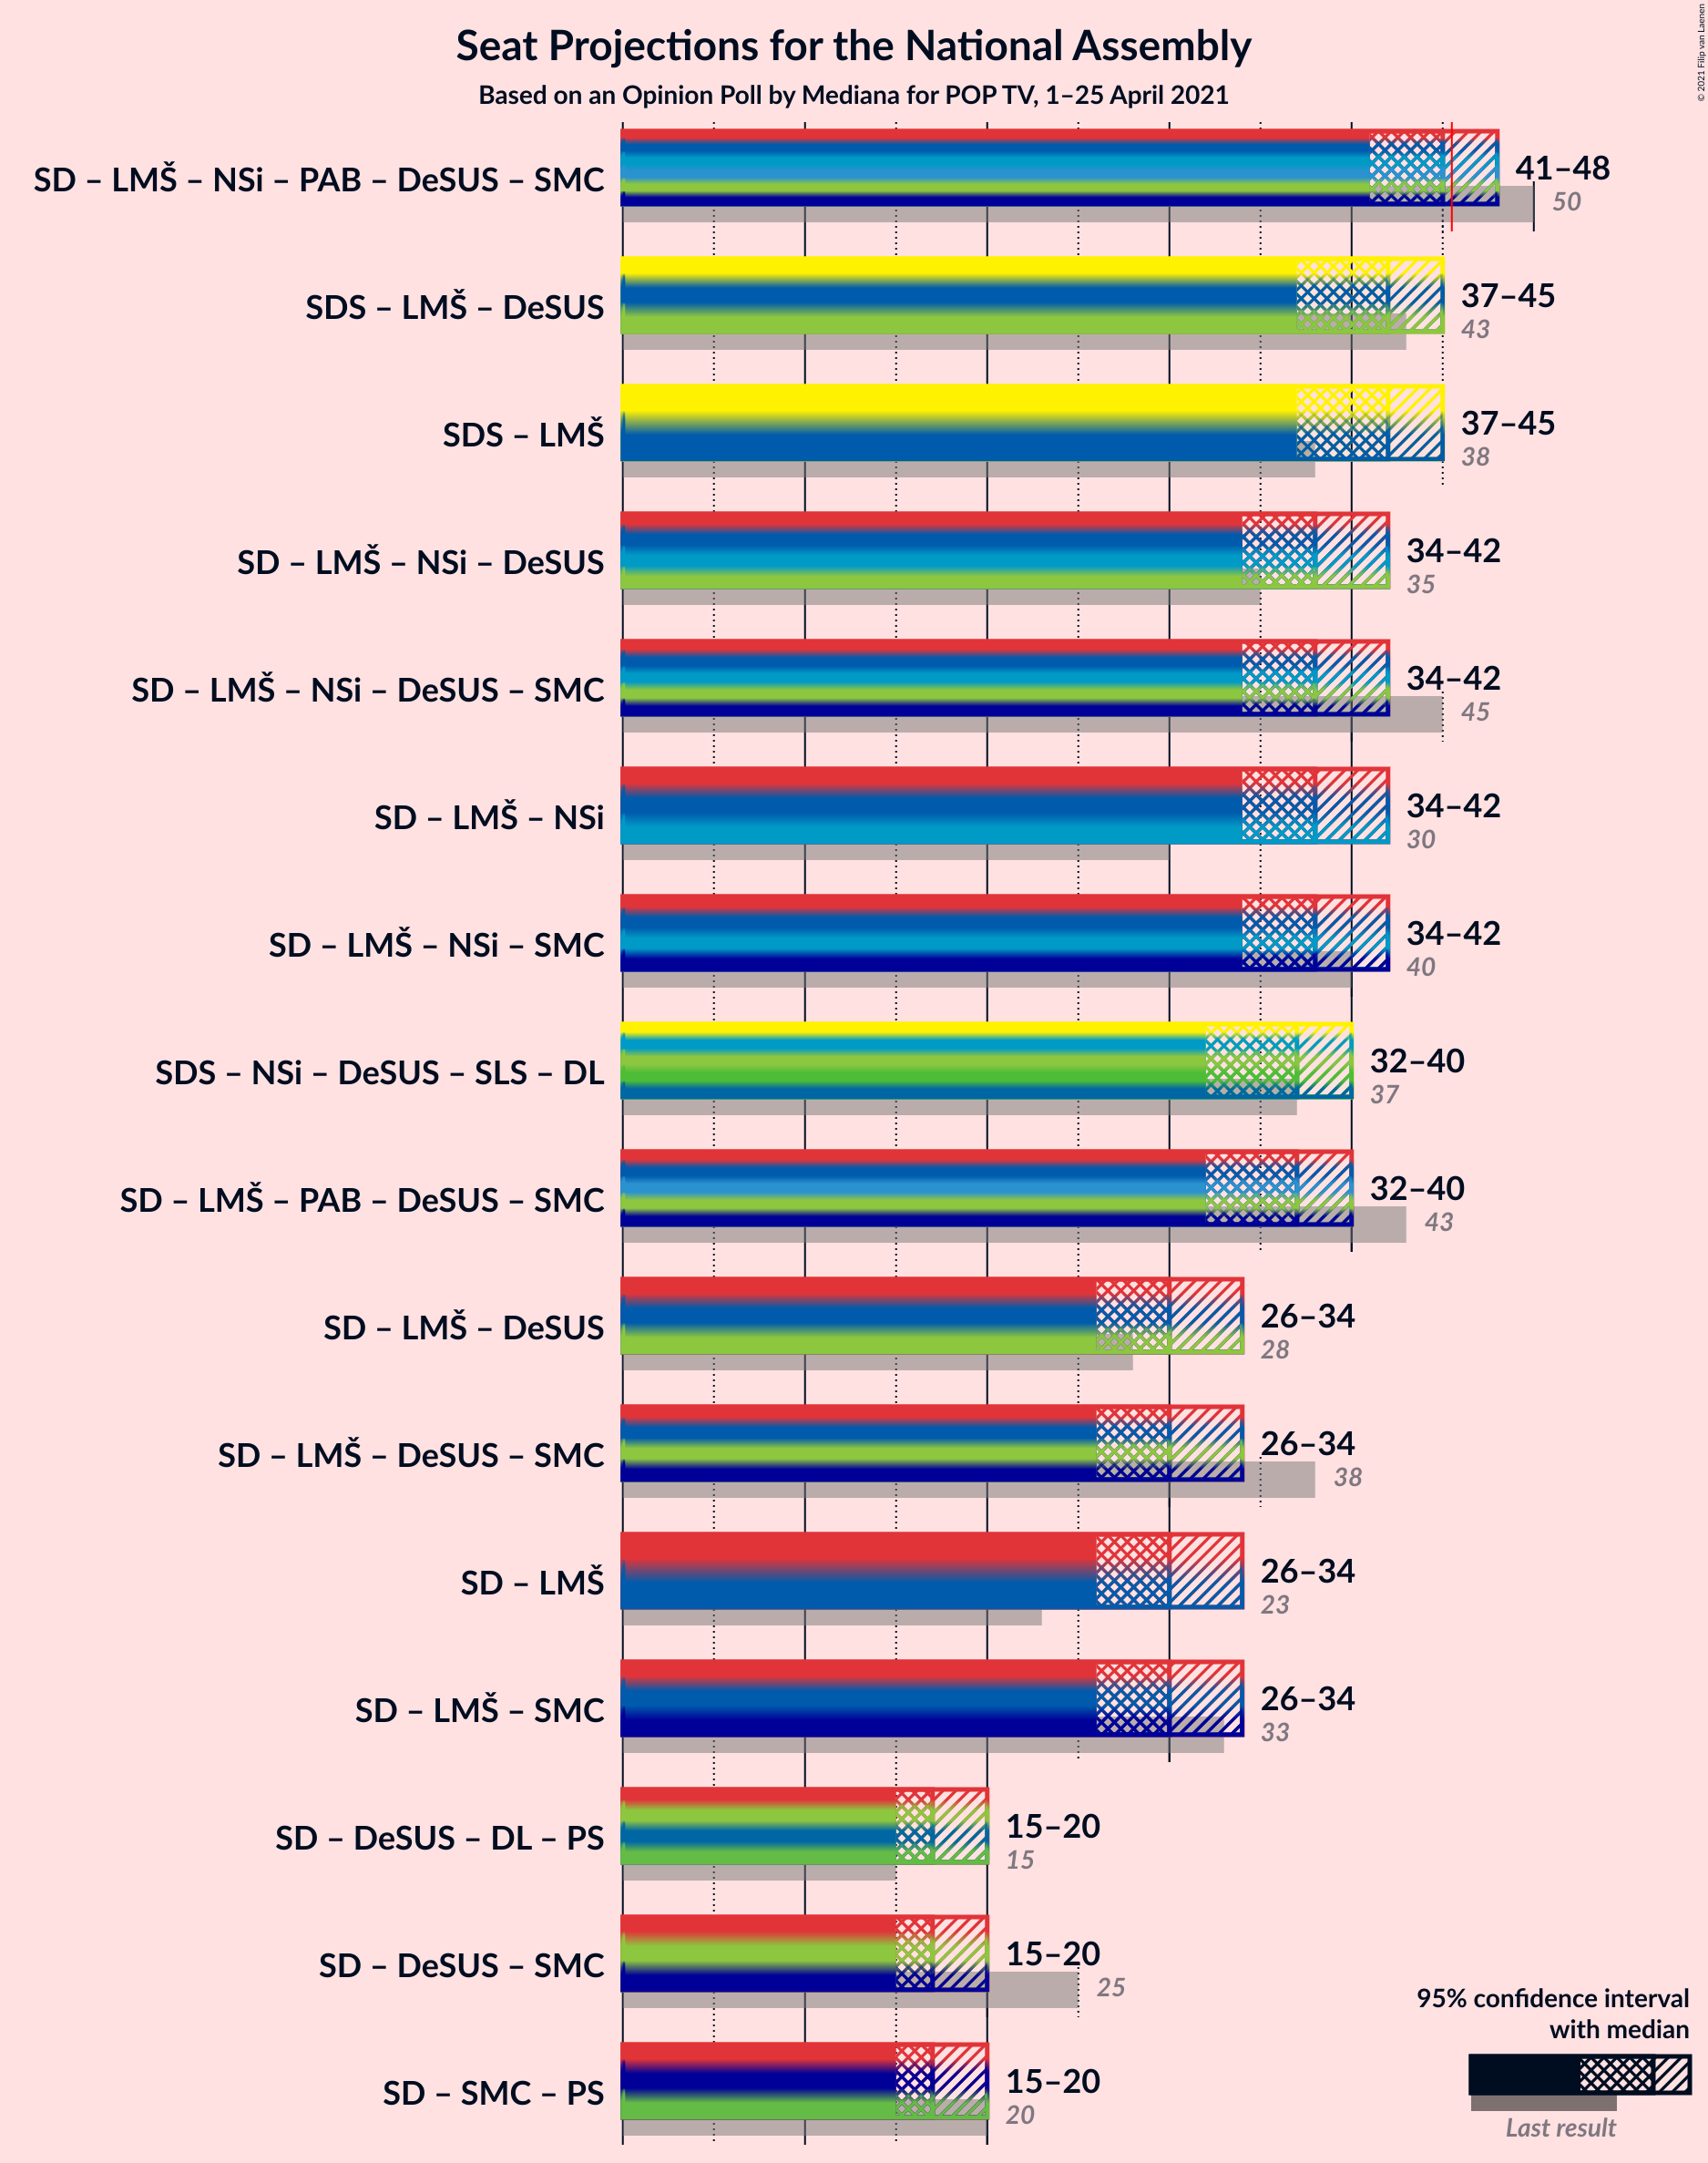 Seat Projections for the National Assembly
Based on an Opinion Poll by Mediana for POP TV, 1–25 April 2021
© 2021 Filip van Laenen
SD – LMŠ – NSi – PAB – DeSUS – SMC
41–48
50
SDS – LMŠ – DeSUS
37–45
43
SDS – LMŠ
37–45
38
SD – LMŠ – NSi – DeSUS
34–42
35
SD – LMŠ – NSi – DeSUS – SMC
34–42
45
SD – LMŠ – NSi
34–42
30
SD – LMŠ – NSi – SMC
34–42
40
SDS – NSi – DeSUS – SLS – DL
32–40
37
SD – LMŠ – PAB – DeSUS – SMC
32–40
43
SD – LMŠ – DeSUS
26–34
28
SD – LMŠ – DeSUS – SMC
26–34
38
SD – LMŠ
26–34
23
SD – LMŠ – SMC
26–34
33
SD – DeSUS – DL – PS
15–20
15
SD – DeSUS – SMC
15–20
25
SD – SMC – PS
15–20
20
95% confidence interval
with median
Last result